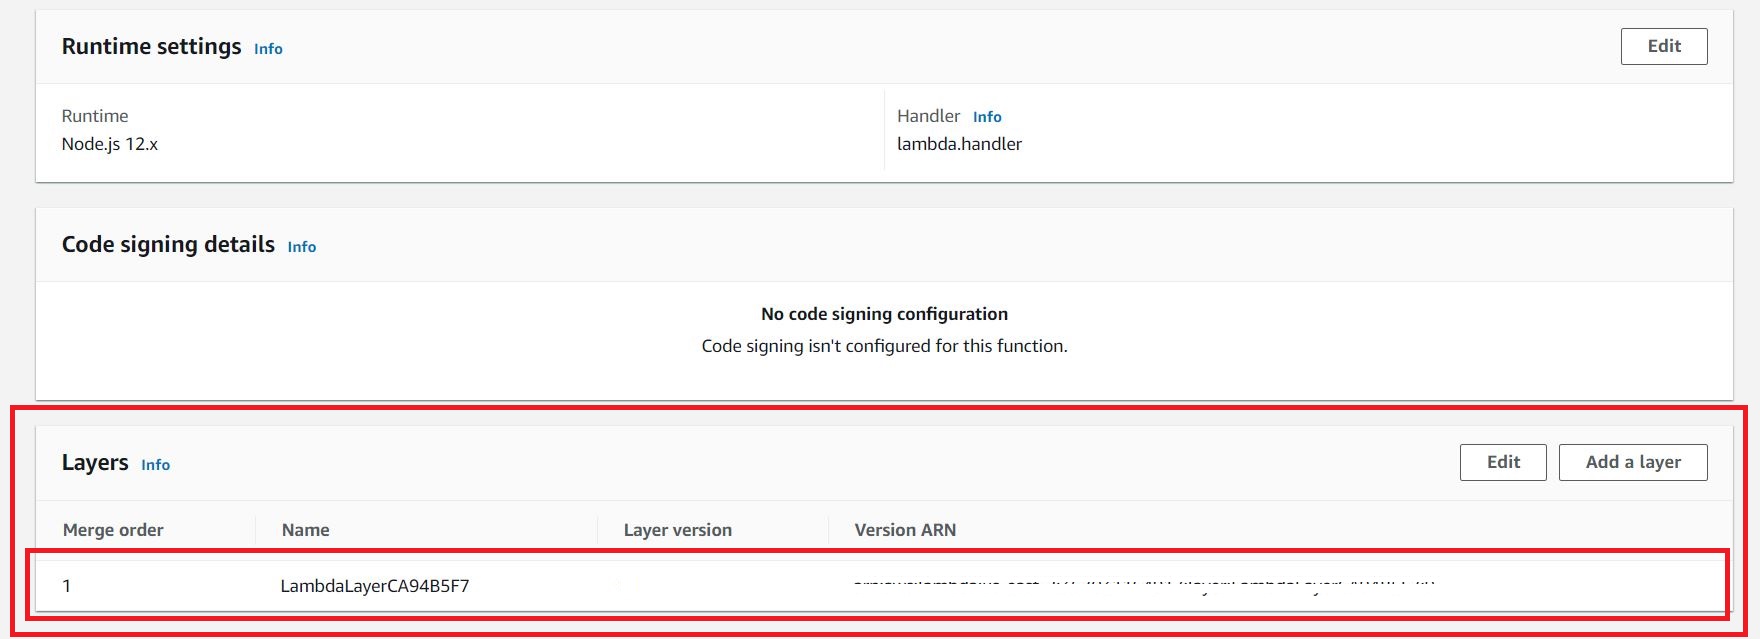 Runtime settings Info
Edit
Runtime
Node.js 12.x
Handler Info
lambda.handler
Code signing details Info
No code signing configuration
Code signing isn't configured for this function.
Layers Info
Edit
Add a layer
Merge order Name Layer version Version ARN
1 LambdaLayerCA94B5F7